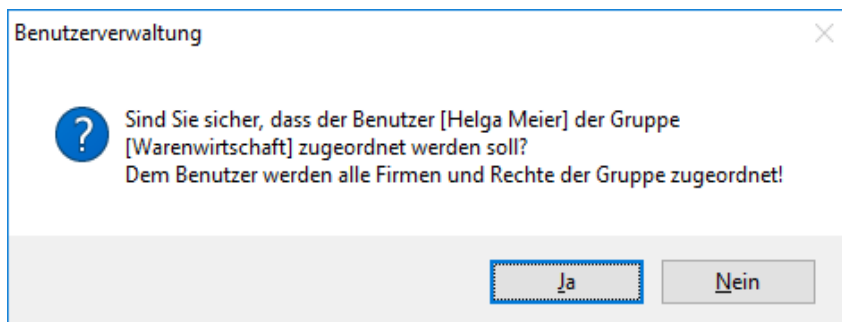 Benutzerverwaltung
Sind Sie sicher, dass der Benutzer [Helga Meier] der Gruppe
[Warenwirtschaft] zugeordnet werden soll?
Dem Benutzer werden alle Firmen und Rechte der Gruppe zugeordnet!
Ja
Nein